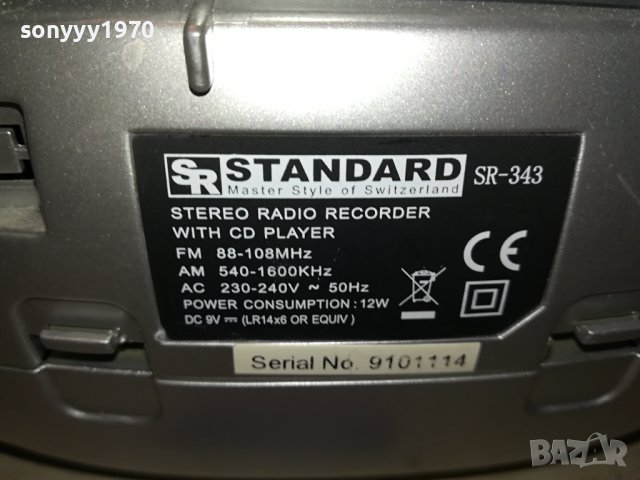 sonyyy1970
SR STANDARD SR-343
Master Style of Switzerland
STEREO RADIO RECORDER
WITH CD PLAYER
FM 88-108MHz
AM 540-1600KHz
AC 230-240V ~ 50Hz
POWER CONSUMPTION:12W
DC 9V ⎓ (LR14x6 OR EQUIV )
CE
Serial No. 9101114
BAZAR